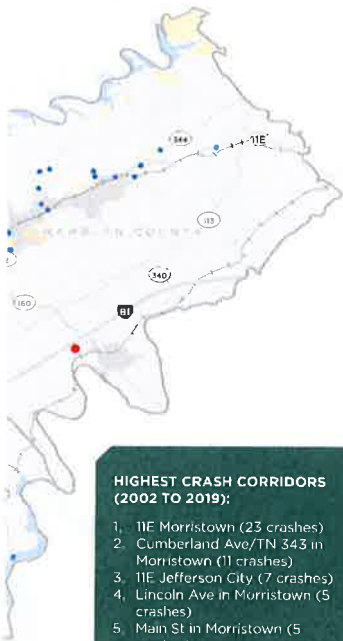 344
11E
113
HAMBLEN COUNTY
340
160
81
HIGHEST CRASH CORRIDORS
(2002 TO 2019):
1. 11E Morristown (23 crashes)
2. Cumberland Ave/TN 343 in
Morristown (11 crashes)
3. 11E Jefferson City (7 crashes)
4. Lincoln Ave in Morristown (5
crashes)
5. Main St in Morristown (5